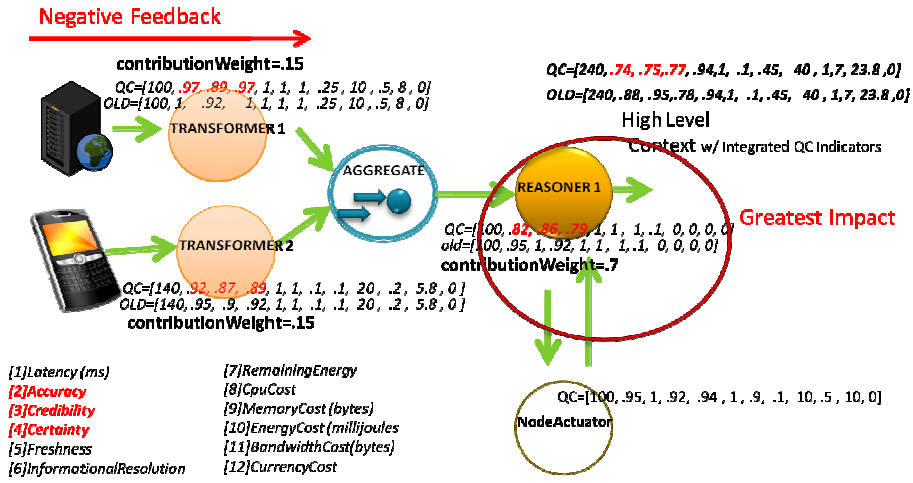 Negative Feedback
contributionWeight=.15
QC=[100, .97, .89, .97, 1, 1, 1, .25, 10, .5, 8, 0]
OLD=[100, 1, .92, 1, 1, 1, 1, .25, 10, .5, 8, 0]
TRANSFORMER 1
QC=[240,.74, .75,.77, .94,1, .1, .45, 40 , 1,7, 23.8 ,0]
OLD=[240,.88, .95,.78, .94,1, .1,.45, 40 , 1,7, 23.8 ,0]
High Level
Context w/ Integrated QC Indicators
AGGREGATE
REASONER 1
Greatest Impact
QC=[100, .82, .86, .79, 1, 1, 1, .1, 0, 0, 0, 0]
old=[100, .95, 1, .92, 1, 1, 1, .1, 0, 0, 0, 0]
contributionWeight=.7
TRANSFORMER 2
QC=[140, .92, .87, .89, 1, 1, .1, .1, 20 , .2, 5.8 , 0 ]
OLD=[140, .95, .9, .92, 1, 1, .1, .1, 20 , .2, 5.8 , 0 ]
contributionWeight=.15
[1]Latency (ms)
[2]Accuracy
[3]Credibility
[4]Certainty
[5]Freshness
[6]InformationalResolution
[7]RemainingEnergy
[8]CpuCost
[9]MemoryCost (bytes)
[10]EnergyCost (millijoules
[11]BandwidthCost(bytes)
[12]CurrencyCost
QC=[100, .95, 1, .92, .94 , 1, .9, .1, 10, .5 , 10, 0]
NodeActuator